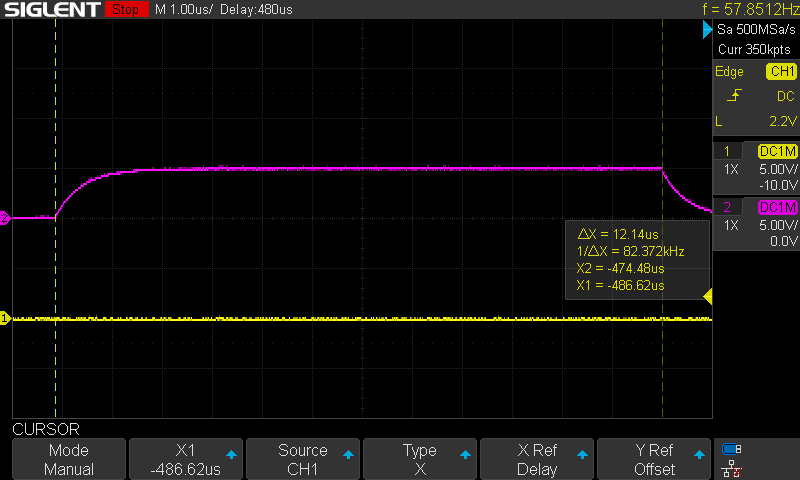 SIGLENT Stop M 1.00us/ Delay:480us f = 57.8512Hz
Sa 500MSa/s
Curr 350kpts
Edge CH1
DC
L 2.2V
1 DC1M
1X 5.00V/
-10.0V
2 DC1M
1X 5.00V/
0.0V
2
ΔX = 12.14us
1/ΔX = 82.372kHz
X2 = -474.48us
X1 = -486.62us
1
CURSOR
Mode X1 Source Type X Ref Y Ref
Manual -486.62us CH1 X Delay Offset